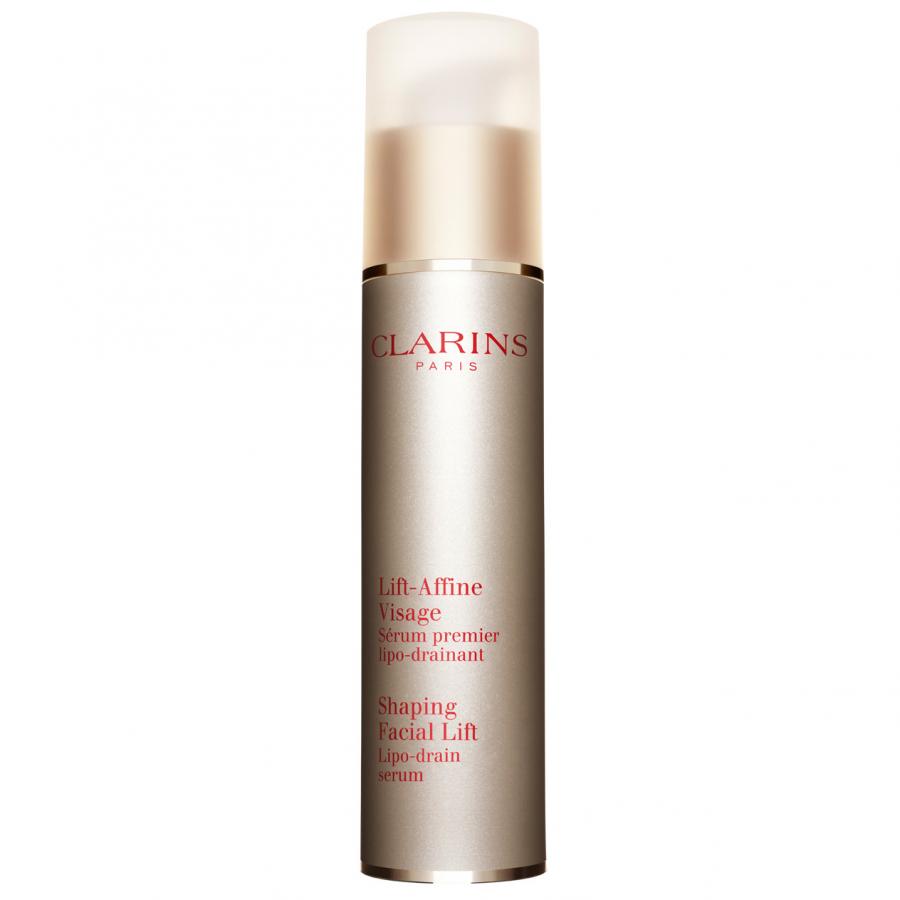 CLARINS
PARIS
Lift-Affine
Visage
Sérum premier
lipo-drainant
Shaping
Facial Lift
Lipo-drain
serum